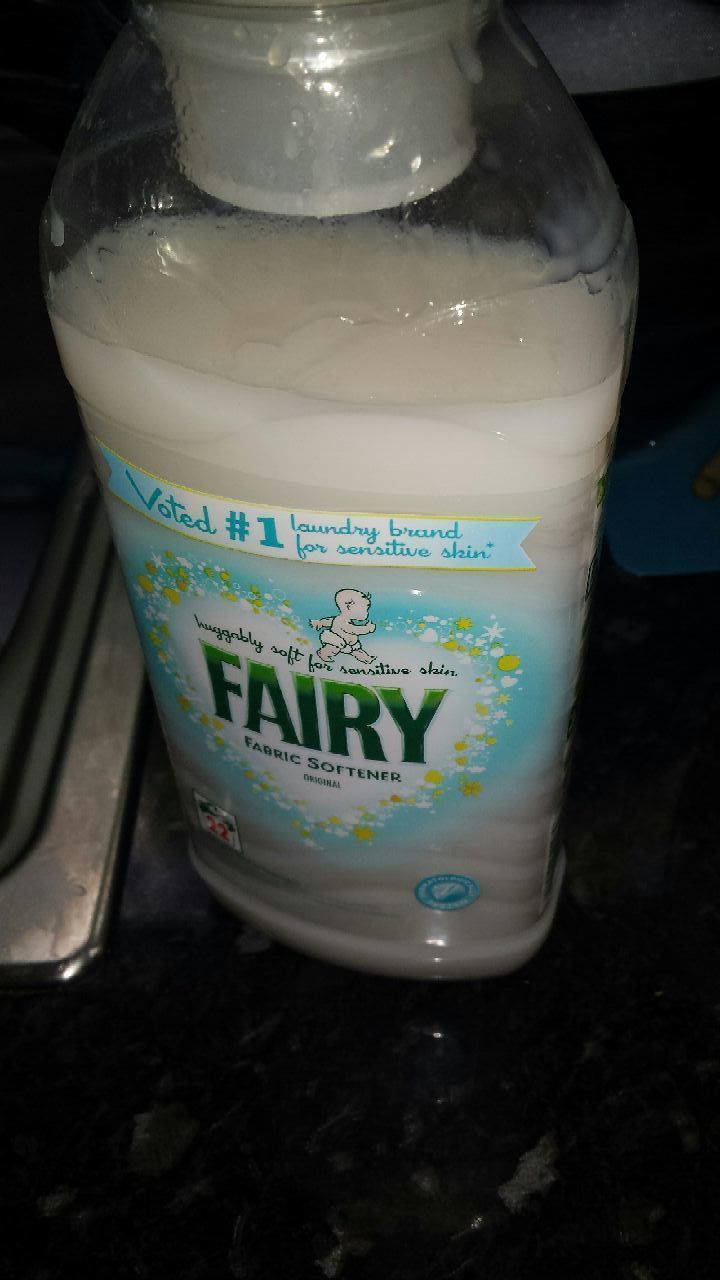 Voted #1 laundry brand
for sensitive skin*
huggably soft for sensitive skin
FAIRY
FABRIC SOFTENER
ORIGINAL
22